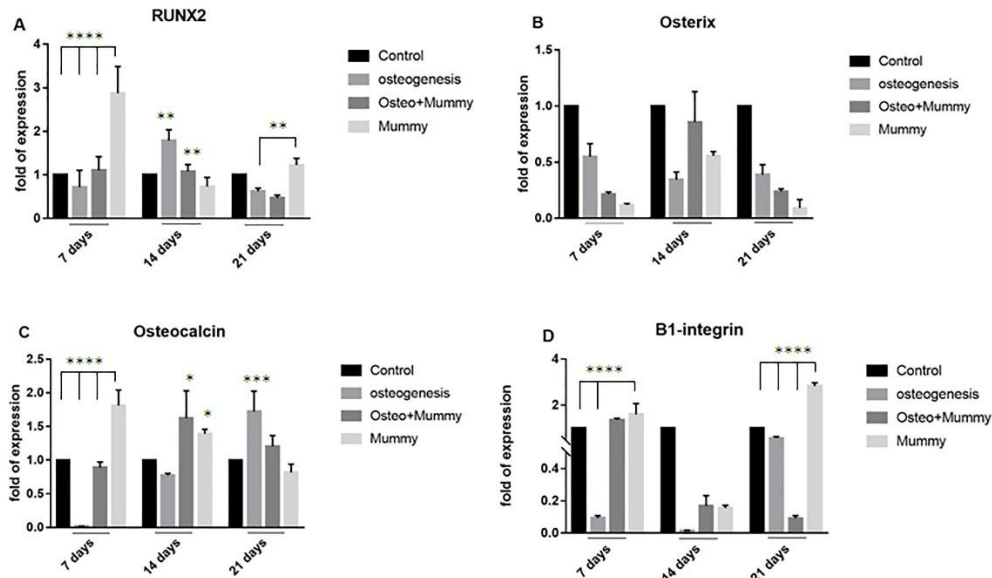 A
RUNX2
fold of expression
4
3
2
1
0
****
**
**
**
7 days
14 days
21 days
Control
osteogenesis
Osteo+Mummy
Mummy
B
Osterix
fold of expression
1.5
1.0
0.5
0.0
7 days
14 days
21 days
Control
osteogenesis
Osteo+Mummy
Mummy
C
Osteocalcin
fold of expression
2.5
2.0
1.5
1.0
0.5
0.0
****
*
*
***
7 days
14 days
21 days
Control
osteogenesis
Osteo+Mummy
Mummy
D
B1-integrin
fold of expression
4
2
0.4
0.2
0.0
****
****
7 days
14 days
21 days
Control
osteogenesis
Osteo+Mummy
Mummy